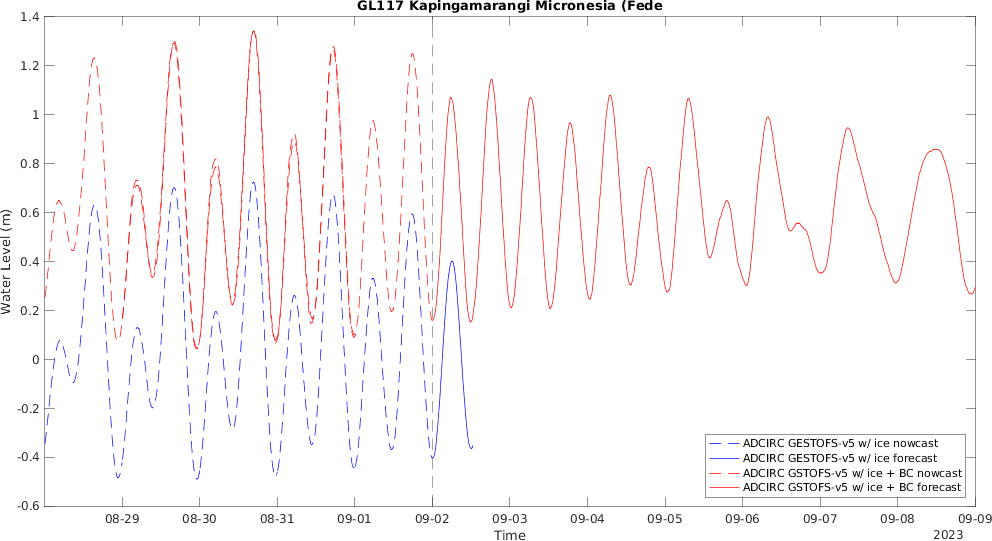 GL117 Kapingamarangi Micronesia (Fede
1.4
1.2
1
0.8
0.6
0.4
0.2
0
-0.2
-0.4
-0.6
Water Level (m)
ADCIRC GESTOFS-v5 w/ ice nowcast
ADCIRC GESTOFS-v5 w/ ice forecast
ADCIRC GSTOFS-v5 w/ ice + BC nowcast
ADCIRC GSTOFS-v5 w/ ice + BC forecast
08-29 08-30 08-31 09-01 09-02 09-03 09-04 09-05 09-06 09-07 09-08 09-09
Time
2023